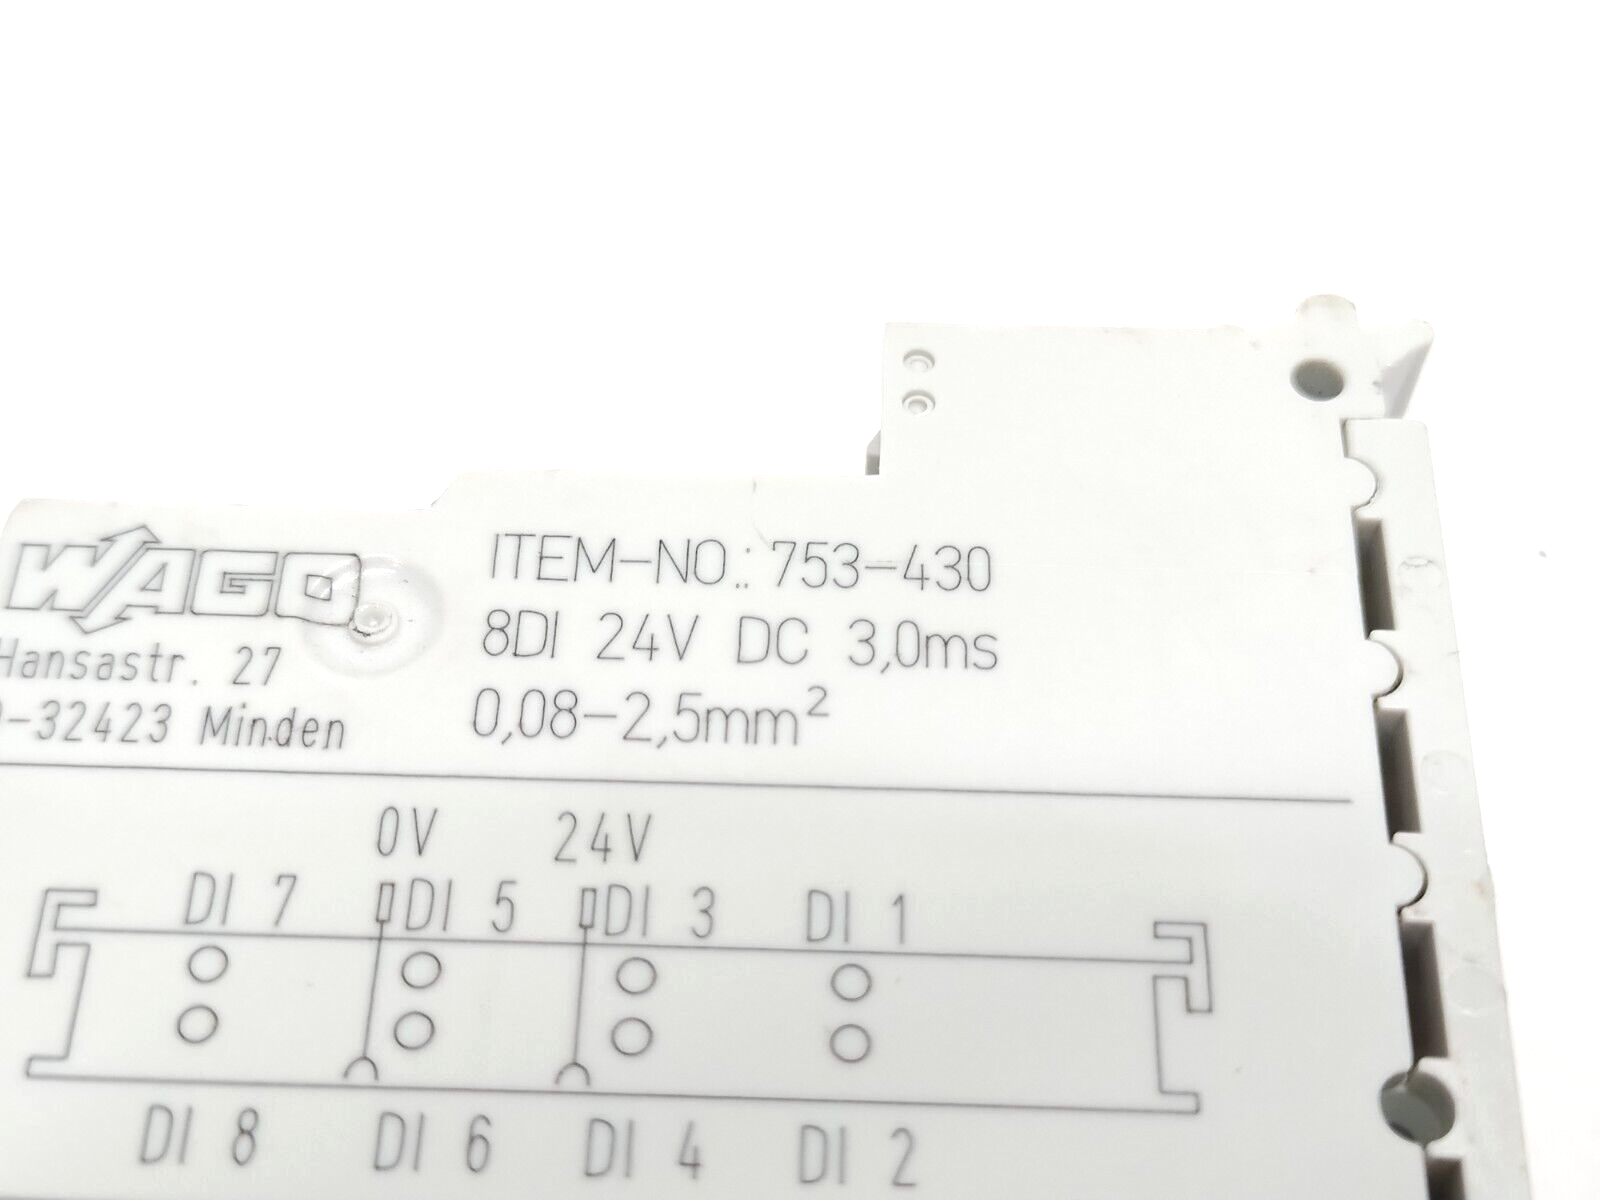 WAGO
Hansastr. 27
D-32423 Minden
ITEM-NO.: 753-430
8DI 24V DC 3,0ms
0,08-2,5mm²
0V 24V
DI 7 DI 5 DI 3 DI 1
DI 8 DI 6 DI 4 DI 2